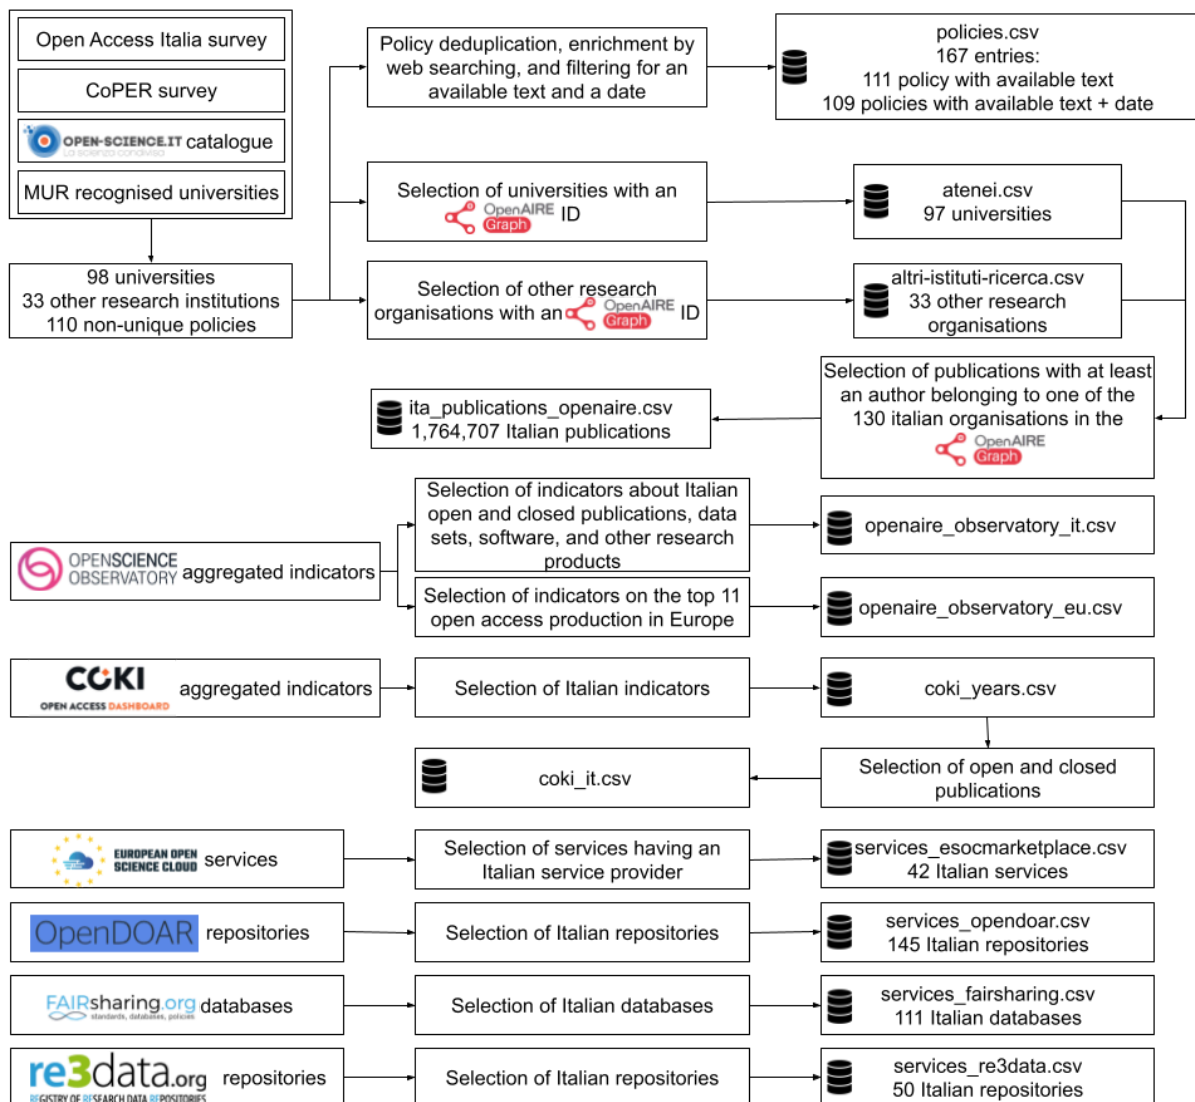 Open Access Italia survey
CoPER survey
OPEN-SCIENCE.IT catalogue
La scienza condivisa
MUR recognised universities
98 universities
33 other research institutions
110 non-unique policies
Policy deduplication, enrichment by
web searching, and filtering for an
available text and a date
policies.csv
167 entries:
111 policy with available text
109 policies with available text + date
Selection of universities with an
OpenAIRE Graph ID
atenei.csv
97 universities
Selection of other research
organisations with an OpenAIRE Graph ID
altri-istituti-ricerca.csv
33 other research
organisations
Selection of publications with at least
an author belonging to one of the
130 italian organisations in the
OpenAIRE
Graph
ita_publications_openaire.csv
1,764,707 Italian publications
OPENSCIENCE
OBSERVATORY aggregated indicators
Selection of indicators about Italian
open and closed publications, data
sets, software, and other research
products
openaire_observatory_it.csv
Selection of indicators on the top 11
open access production in Europe
openaire_observatory_eu.csv
COKI
OPEN ACCESS DASHBOARD
aggregated indicators
Selection of Italian indicators
coki_years.csv
Selection of open and closed
publications
coki_it.csv
EUROPEAN OPEN
SCIENCE CLOUD
services
Selection of services having an
Italian service provider
services_esocmarketplace.csv
42 Italian services
OpenDOAR repositories
Selection of Italian repositories
services_opendoar.csv
145 Italian repositories
FAIRsharing.org databases
standards, databases, policies
Selection of Italian databases
services_fairsharing.csv
111 Italian databases
re3data.org repositories
REGISTRY OF RESEARCH DATA REPOSITORIES
Selection of Italian repositories
services_re3data.csv
50 Italian repositories